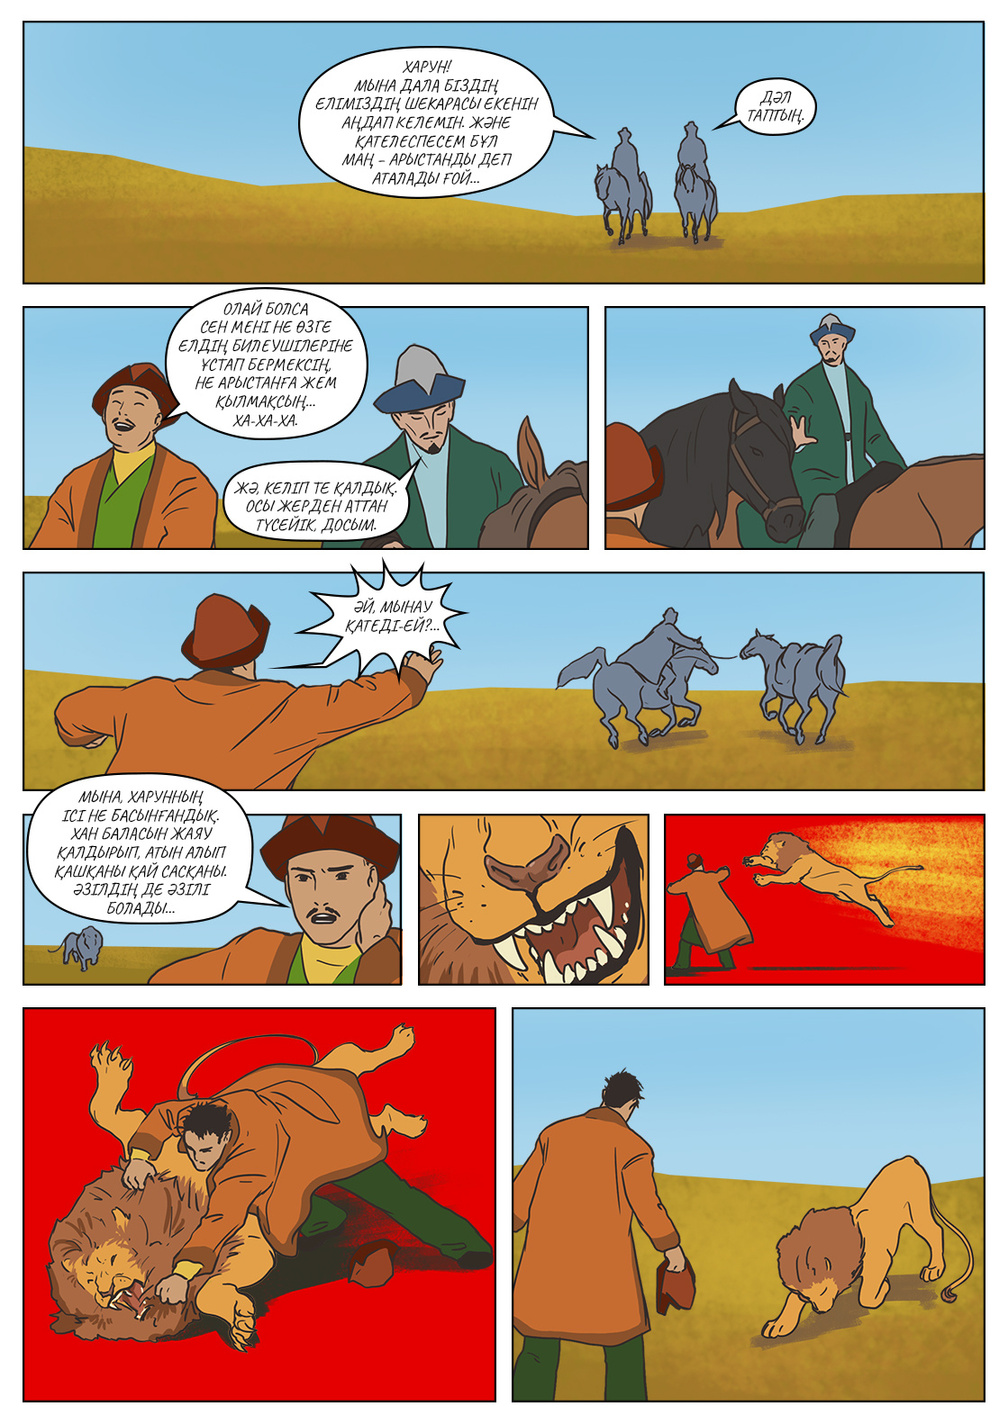 ХАРУН!
МЫНА ДАЛА БІЗДІҢ
ЕЛІМІЗДІҢ ШЕКАРАСЫ ЕКЕНІН
АҢДАП КЕЛЕМІН. ЖӘНЕ
ҚАТЕЛЕСПЕСЕМ БҰЛ
МАҢ – АРЫСТАНДЫ ДЕП
АТАЛАДЫ ҒОЙ...
ДӘЛ
ТАПТЫҢ.
ОЛАЙ БОЛСА
СЕН МЕНІ НЕ ӨЗГЕ
ЕЛДІҢ БИЛЕУШІЛЕРІНЕ
ҰСТАП БЕРМЕКСІҢ,
НЕ АРЫСТАНҒА ЖЕМ
ҚЫЛМАҚСЫҢ...
ХА-ХА-ХА.
ЖӘ, КЕЛІП ТЕ ҚАЛДЫҚ.
ОСЫ ЖЕРДЕН АТТАН
ТҮСЕЙІК, ДОСЫМ.
ӘЙ, МЫНАУ
ҚАТЕДІ-ЕЙ?...
МЫНА, ХАРУННЫҢ
ІСІ НЕ БАСЫНҒАНДЫҚ.
ХАН БАЛАСЫН ЖАЯУ
ҚАЛДЫРЫП, АТЫН АЛЫП
ҚАШҚАНЫ ҚАЙ САСҚАНЫ.
ӘЗІЛДІҢ ДЕ ӘЗІЛІ
БОЛАДЫ...